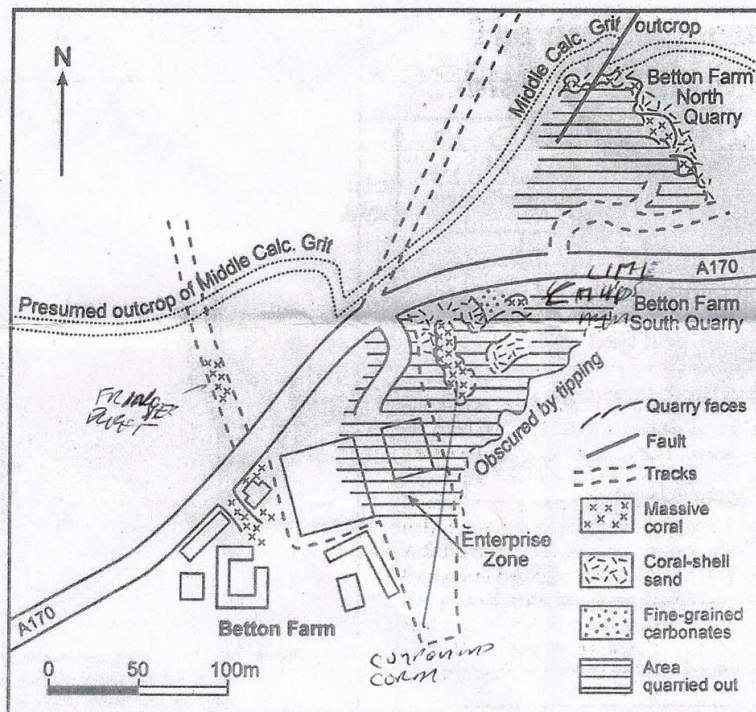 N
Middle Calc. Grit outcrop
Betton Farm
North
Quarry
Presumed outcrop of Middle Calc. Grit
A170
LIME
Betton Farm
South Quarry
Obscured by tipping
Quarry faces
Fault
Tracks
Massive
coral
Coral-shell
sand
Fine-grained
carbonates
Area
quarried out
Enterprise
Zone
Betton Farm
A170
0 50 100m